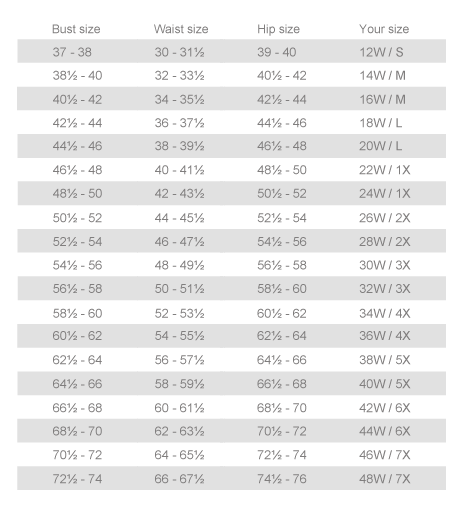 Bust size Waist size Hip size Your size
37 - 38 30 - 31½ 39 - 40 12W / S
38½ - 40 32 - 33½ 40½ - 42 14W / M
40½ - 42 34 - 35½ 42½ - 44 16W / M
42½ - 44 36 - 37½ 44½ - 46 18W / L
44½ - 46 38 - 39½ 46½ - 48 20W / L
46½ - 48 40 - 41½ 48½ - 50 22W / 1X
48½ - 50 42 - 43½ 50½ - 52 24W / 1X
50½ - 52 44 - 45½ 52½ - 54 26W / 2X
52½ - 54 46 - 47½ 54½ - 56 28W / 2X
54½ - 56 48 - 49½ 56½ - 58 30W / 3X
56½ - 58 50 - 51½ 58½ - 60 32W / 3X
58½ - 60 52 - 53½ 60½ - 62 34W / 4X
60½ - 62 54 - 55½ 62½ - 64 36W / 4X
62½ - 64 56 - 57½ 64½ - 66 38W / 5X
64½ - 66 58 - 59½ 66½ - 68 40W / 5X
66½ - 68 60 - 61½ 68½ - 70 42W / 6X
68½ - 70 62 - 63½ 70½ - 72 44W / 6X
70½ - 72 64 - 65½ 72½ - 74 46W / 7X
72½ - 74 66 - 67½ 74½ - 76 48W / 7X